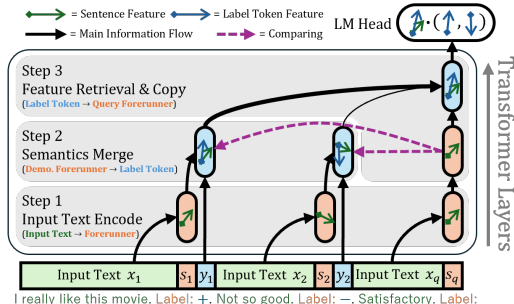 = Sentence Feature = Label Token Feature
= Main Information Flow = Comparing
LM Head
·( , )
Step 3
Feature Retrieval & Copy
(Label Token → Query Forerunner)
Step 2
Semantics Merge
(Demo. Forerunner → Label Token)
Step 1
Input Text Encode
(Input Text → Forerunner)
Transformer Layers
Input Text x₁ s₁ y₁ Input Text x₂ s₂ y₂ Input Text x_q s_q
I really like this movie. Label: +. Not so good. Label: −. Satisfactory. Label: